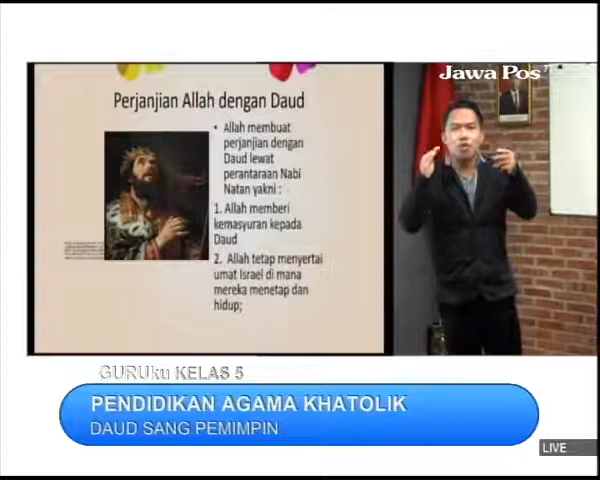 Jawa Pos TV
Perjanjian Allah dengan Daud
• Allah membuat
perjanjian dengan
Daud lewat
perantaraan Nabi
Natan yakni :
1. Allah memberi
kemasyuran kepada
Daud
2. Allah tetap menyertai
umat Israel di mana
mereka menetap dan
hidup;
GURUku KELAS 5
PENDIDIKAN AGAMA KHATOLIK
DAUD SANG PEMIMPIN
LIVE